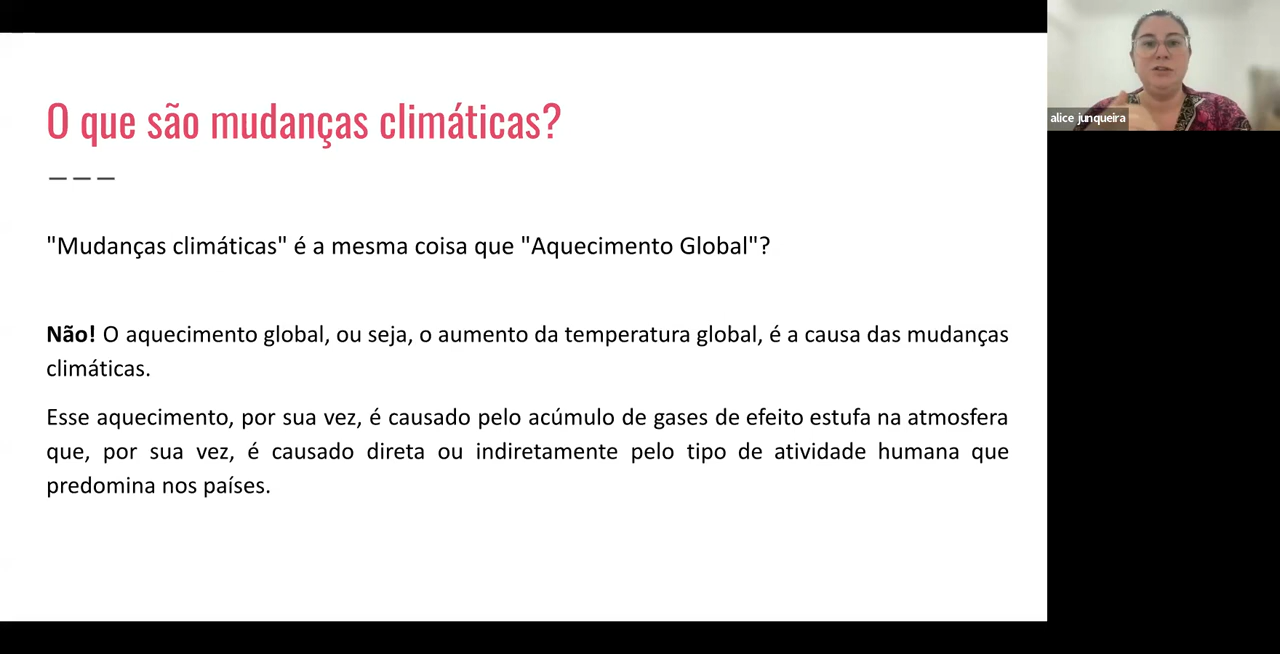 O que são mudanças climáticas?
"Mudanças climáticas" é a mesma coisa que "Aquecimento Global"?
Não! O aquecimento global, ou seja, o aumento da temperatura global, é a causa das mudanças
climáticas.
Esse aquecimento, por sua vez, é causado pelo acúmulo de gases de efeito estufa na atmosfera
que, por sua vez, é causado direta ou indiretamente pelo tipo de atividade humana que
predomina nos países.
alice junqueira